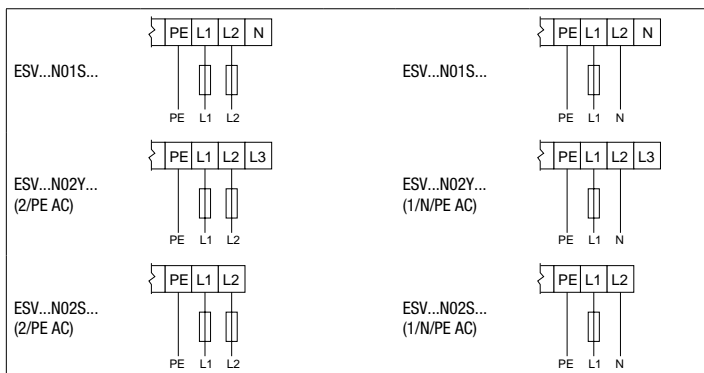 PE L1 L2 N
ESV...N01S...
PE L1 L2
PE L1 L2 N
ESV...N01S...
PE L1 N
PE L1 L2 L3
ESV...N02Y...
(2/PE AC)
PE L1 L2
PE L1 L2 L3
ESV...N02Y...
(1/N/PE AC)
PE L1 N
PE L1 L2
ESV...N02S...
(2/PE AC)
PE L1 L2
PE L1 L2
ESV...N02S...
(1/N/PE AC)
PE L1 N